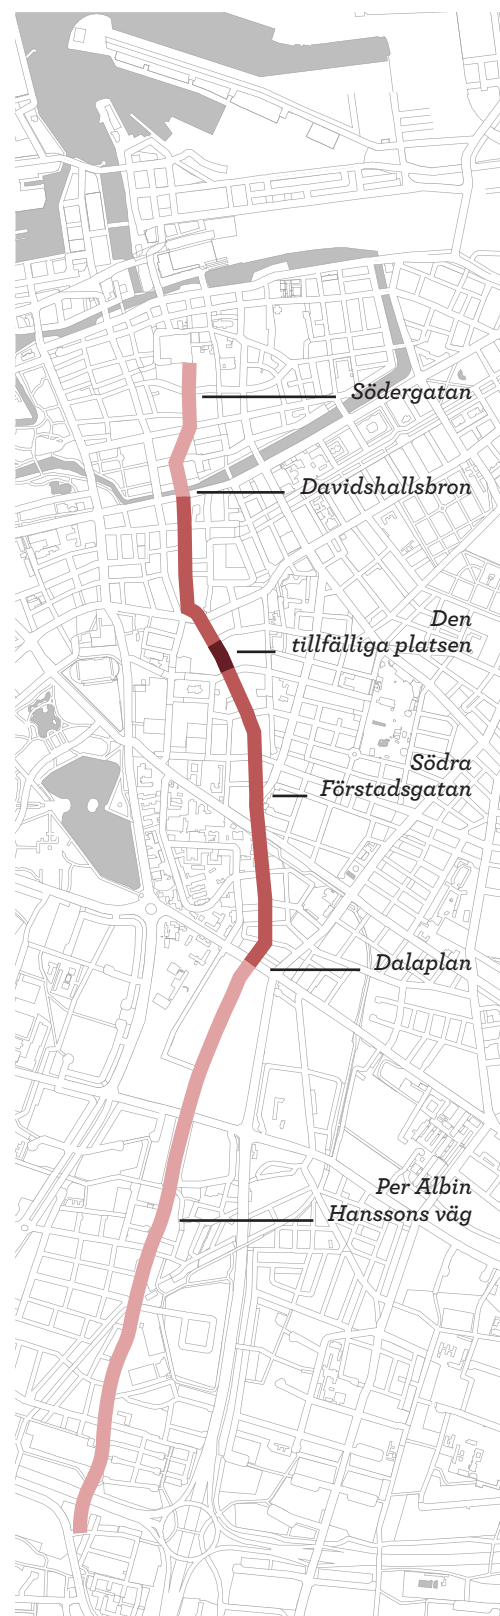 Södergatan
Davidshallsbron
Den
tillfälliga platsen
Södra
Förstadsgatan
Dalaplan
Per Albin
Hanssons väg